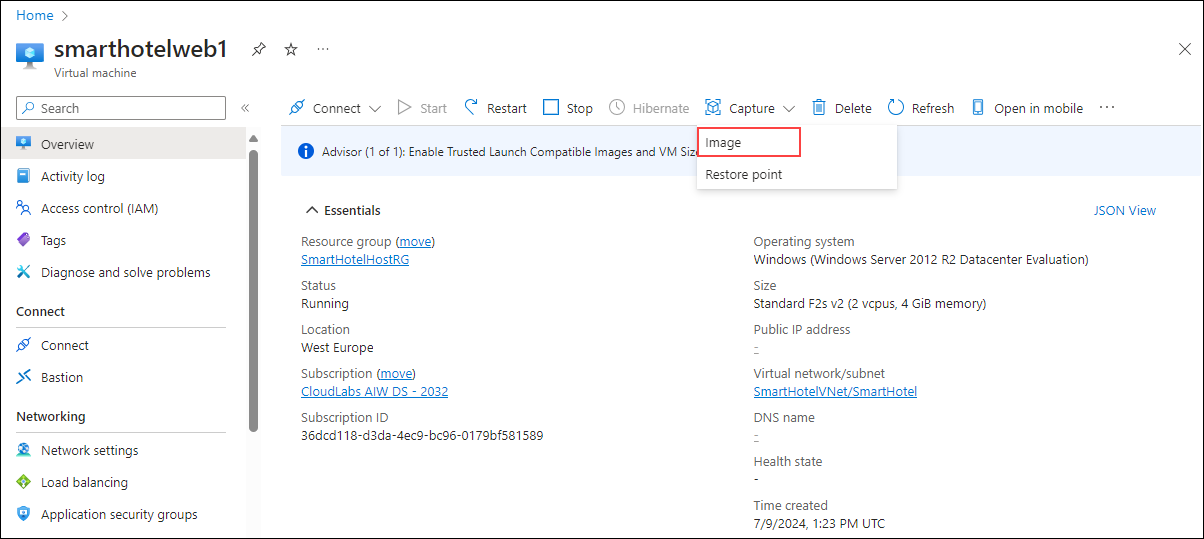 Home
smarthotelweb1
Virtual machine
Search
Connect Start Restart Stop Hibernate Capture Delete Refresh Open in mobile
Image
Restore point
Advisor (1 of 1): Enable Trusted Launch Compatible Images and VM Size
Overview
Activity log
Access control (IAM)
Tags
Diagnose and solve problems
Connect
Connect
Bastion
Networking
Network settings
Load balancing
Application security groups
Essentials
JSON View
Resource group (move)
SmartHotelHostRG
Status
Running
Location
West Europe
Subscription (move)
CloudLabs AIW DS - 2032
Subscription ID
36dcd118-d3da-4ec9-bc96-0179bf581589
Operating system
Windows (Windows Server 2012 R2 Datacenter Evaluation)
Size
Standard F2s v2 (2 vcpus, 4 GiB memory)
Public IP address
-
Virtual network/subnet
SmartHotelVNet/SmartHotel
DNS name
-
Health state
-
Time created
7/9/2024, 1:23 PM UTC